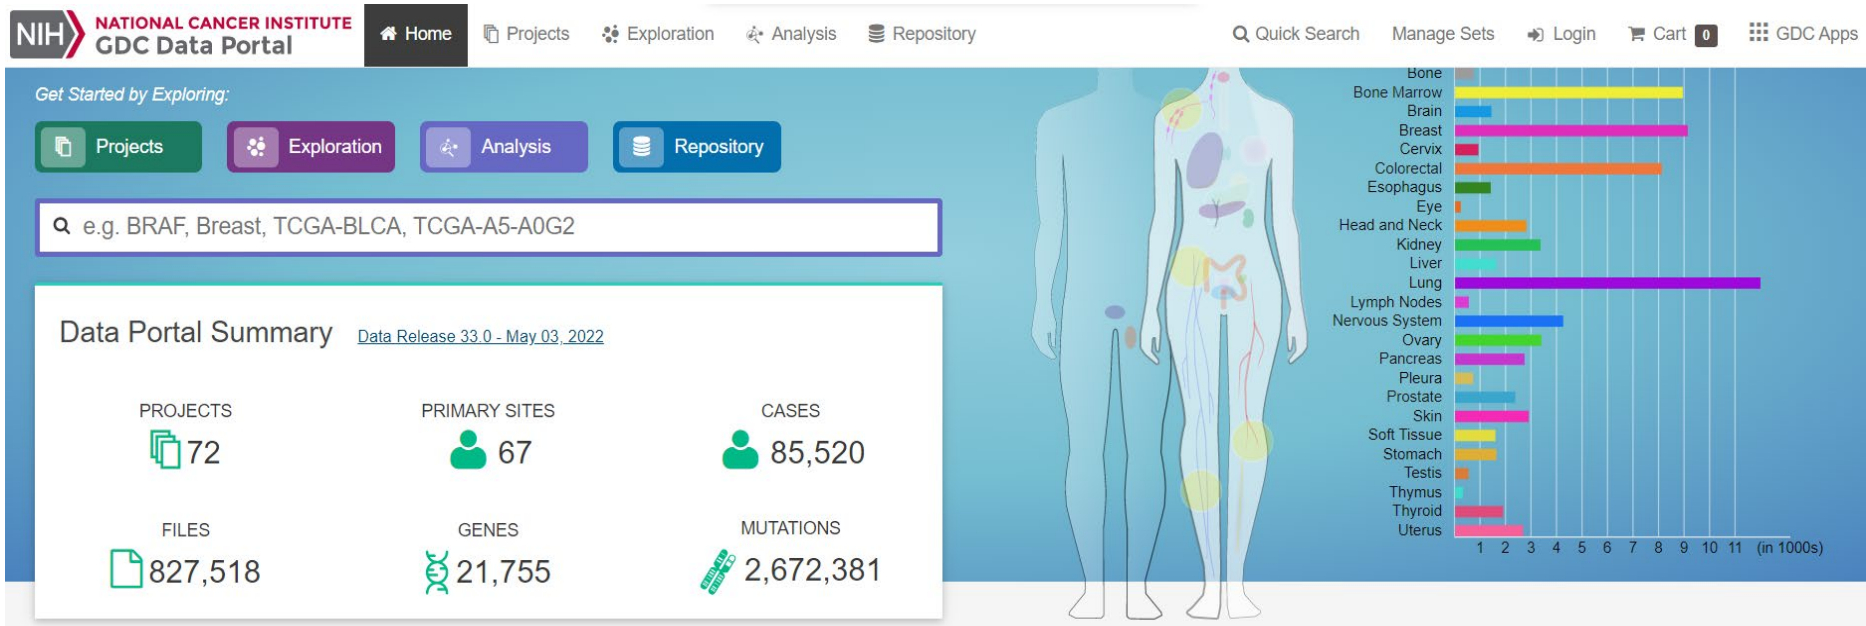 NIH NATIONAL CANCER INSTITUTE
GDC Data Portal
Home
Projects
Exploration
Analysis
Repository
Quick Search
Manage Sets
Login
Cart 0
GDC Apps
Get Started by Exploring:
Projects
Exploration
Analysis
Repository
e.g. BRAF, Breast, TCGA-BLCA, TCGA-A5-A0G2
Data Portal Summary
Data Release 33.0 - May 03, 2022
PROJECTS
72
PRIMARY SITES
67
CASES
85,520
FILES
827,518
GENES
21,755
MUTATIONS
2,672,381
Bone
Bone Marrow
Brain
Breast
Cervix
Colorectal
Esophagus
Eye
Head and Neck
Kidney
Liver
Lung
Lymph Nodes
Nervous System
Ovary
Pancreas
Pleura
Prostate
Skin
Soft Tissue
Stomach
Testis
Thymus
Thyroid
Uterus
1 2 3 4 5 6 7 8 9 10 11 (in 1000s)